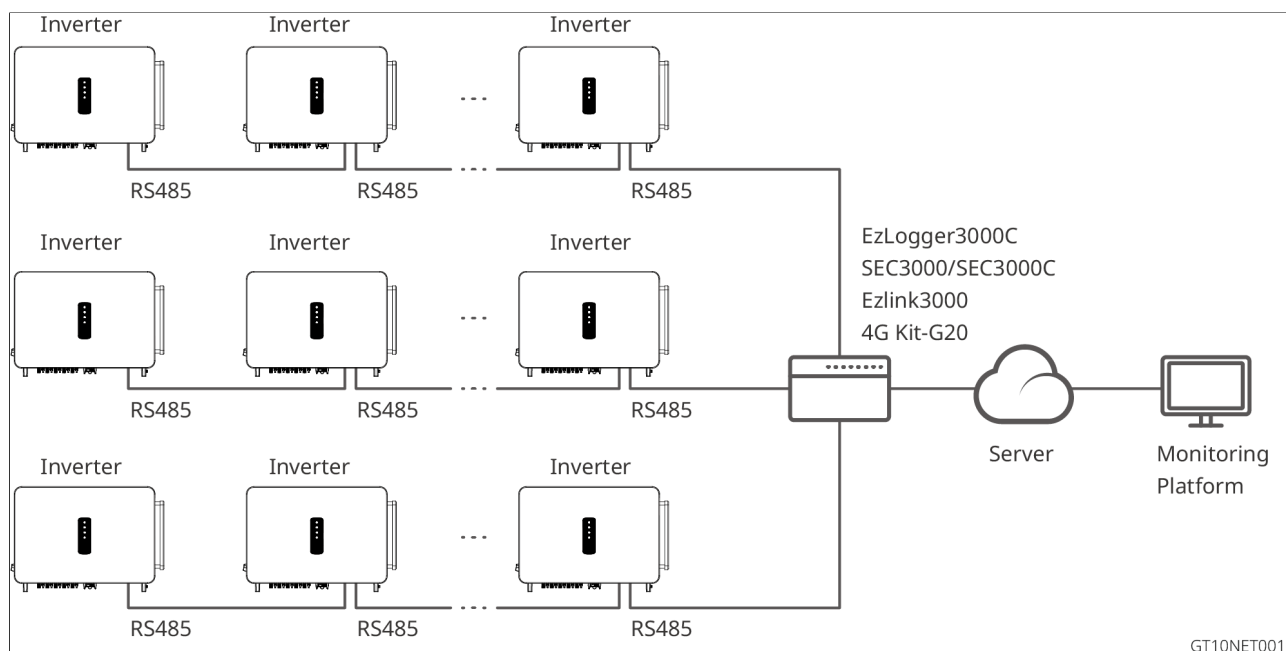 Inverter
Inverter
Inverter
RS485
RS485
RS485
Inverter
Inverter
Inverter
RS485
RS485
RS485
Inverter
Inverter
Inverter
RS485
RS485
RS485
EzLogger3000C
SEC3000/SEC3000C
Ezlink3000
4G Kit-G20
Server
Monitoring
Platform
GT10NET001